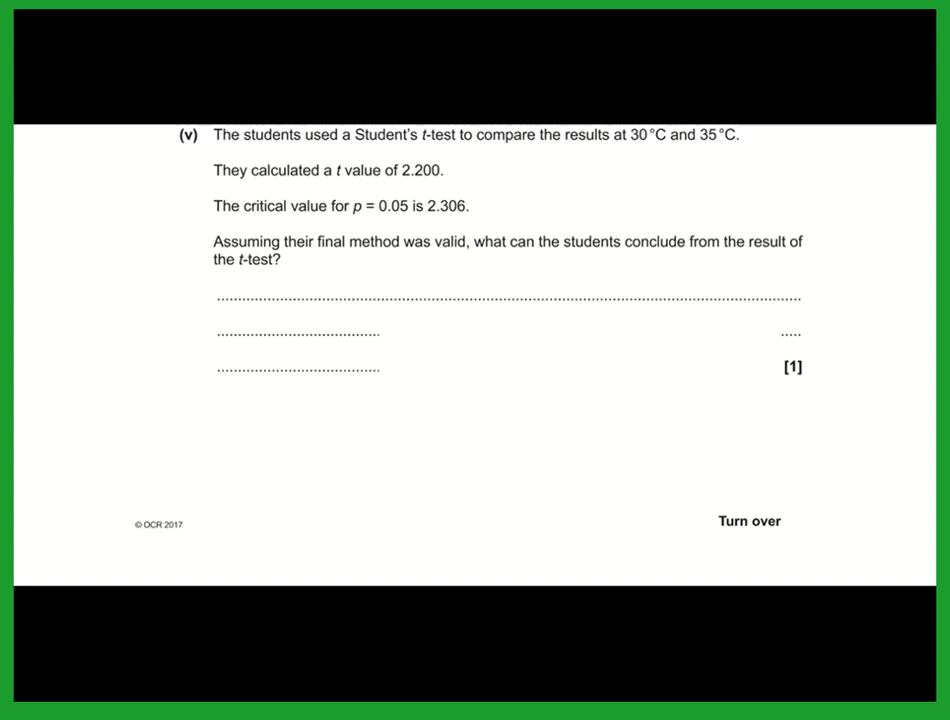 (v) The students used a Student's t-test to compare the results at 30 °C and 35 °C.
They calculated a t value of 2.200.
The critical value for p = 0.05 is 2.306.
Assuming their final method was valid, what can the students conclude from the result of
the t-test?
[1]
© OCR 2017
Turn over